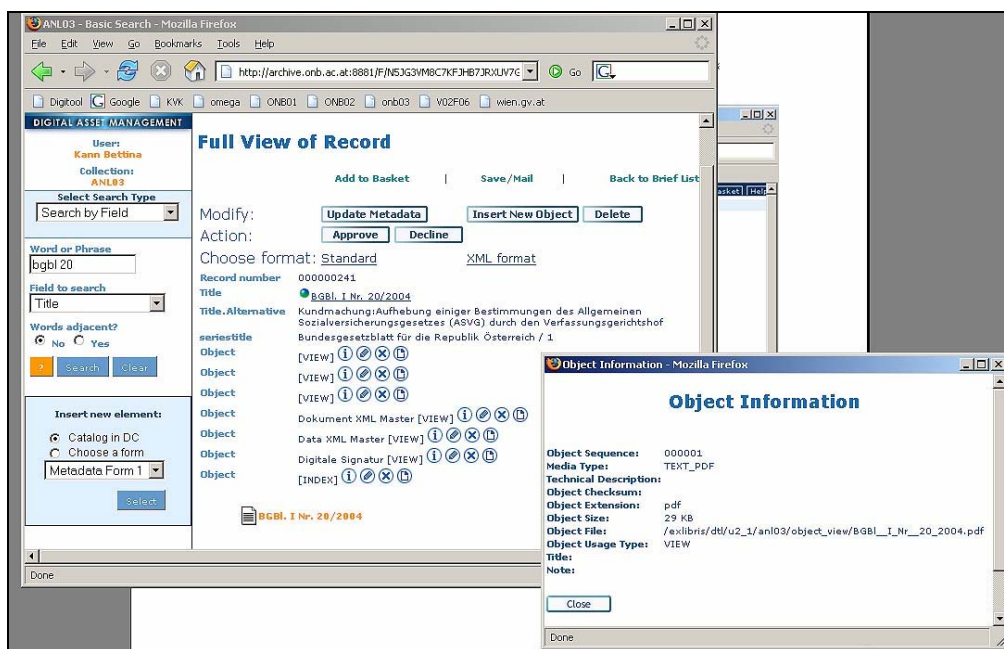 ANL03 - Basic Search - Mozilla Firefox
File Edit View Go Bookmarks Tools Help
http://archive.onb.ac.at:8881/F/N5JG3VM8C7KFJHB7JRXUV7G Go
Digitool Google KVK omega ONB01 ONB02 onb03 V02F06 wien.gv.at
DIGITAL ASSET MANAGEMENT
User:
Kann Bettina
Collection:
ANL03
Select Search Type
Search by Field
Word or Phrase
bgbl 20
Field to search
Title
Words adjacent?
No Yes
? Search Clear
Insert new element:
Catalog in DC
Choose a form
Metadata Form 1
Select
Full View of Record
Add to Basket | Save/Mail | Back to Brief List
Modify: Update Metadata Insert New Object Delete
Action: Approve Decline
Choose format: Standard XML format
Record number 000000241
Title BGBl. I Nr. 20/2004
Title.Alternative Kundmachung:Aufhebung einiger Bestimmungen des Allgemeinen
Sozialversicherungsgesetzes (ASVG) durch den Verfassungsgerichtshof
seriestitle Bundesgesetzblatt für die Republik Österreich / 1
Object [VIEW]
Object [VIEW]
Object [VIEW]
Object Dokument XML Master [VIEW]
Object Data XML Master [VIEW]
Object Digitale Signatur [VIEW]
Object [INDEX]
BGBl. I Nr. 20/2004
Done
asket Help
Object Information - Mozilla Firefox
Object Information
Object Sequence: 000001
Media Type: TEXT_PDF
Technical Description:
Object Checksum:
Object Extension: pdf
Object Size: 29 KB
Object File: /exlibris/dtl/u2_1/anl03/object_view/BGBl__I_Nr__20_2004.pdf
Object Usage Type: VIEW
Title:
Note:
Close
Done